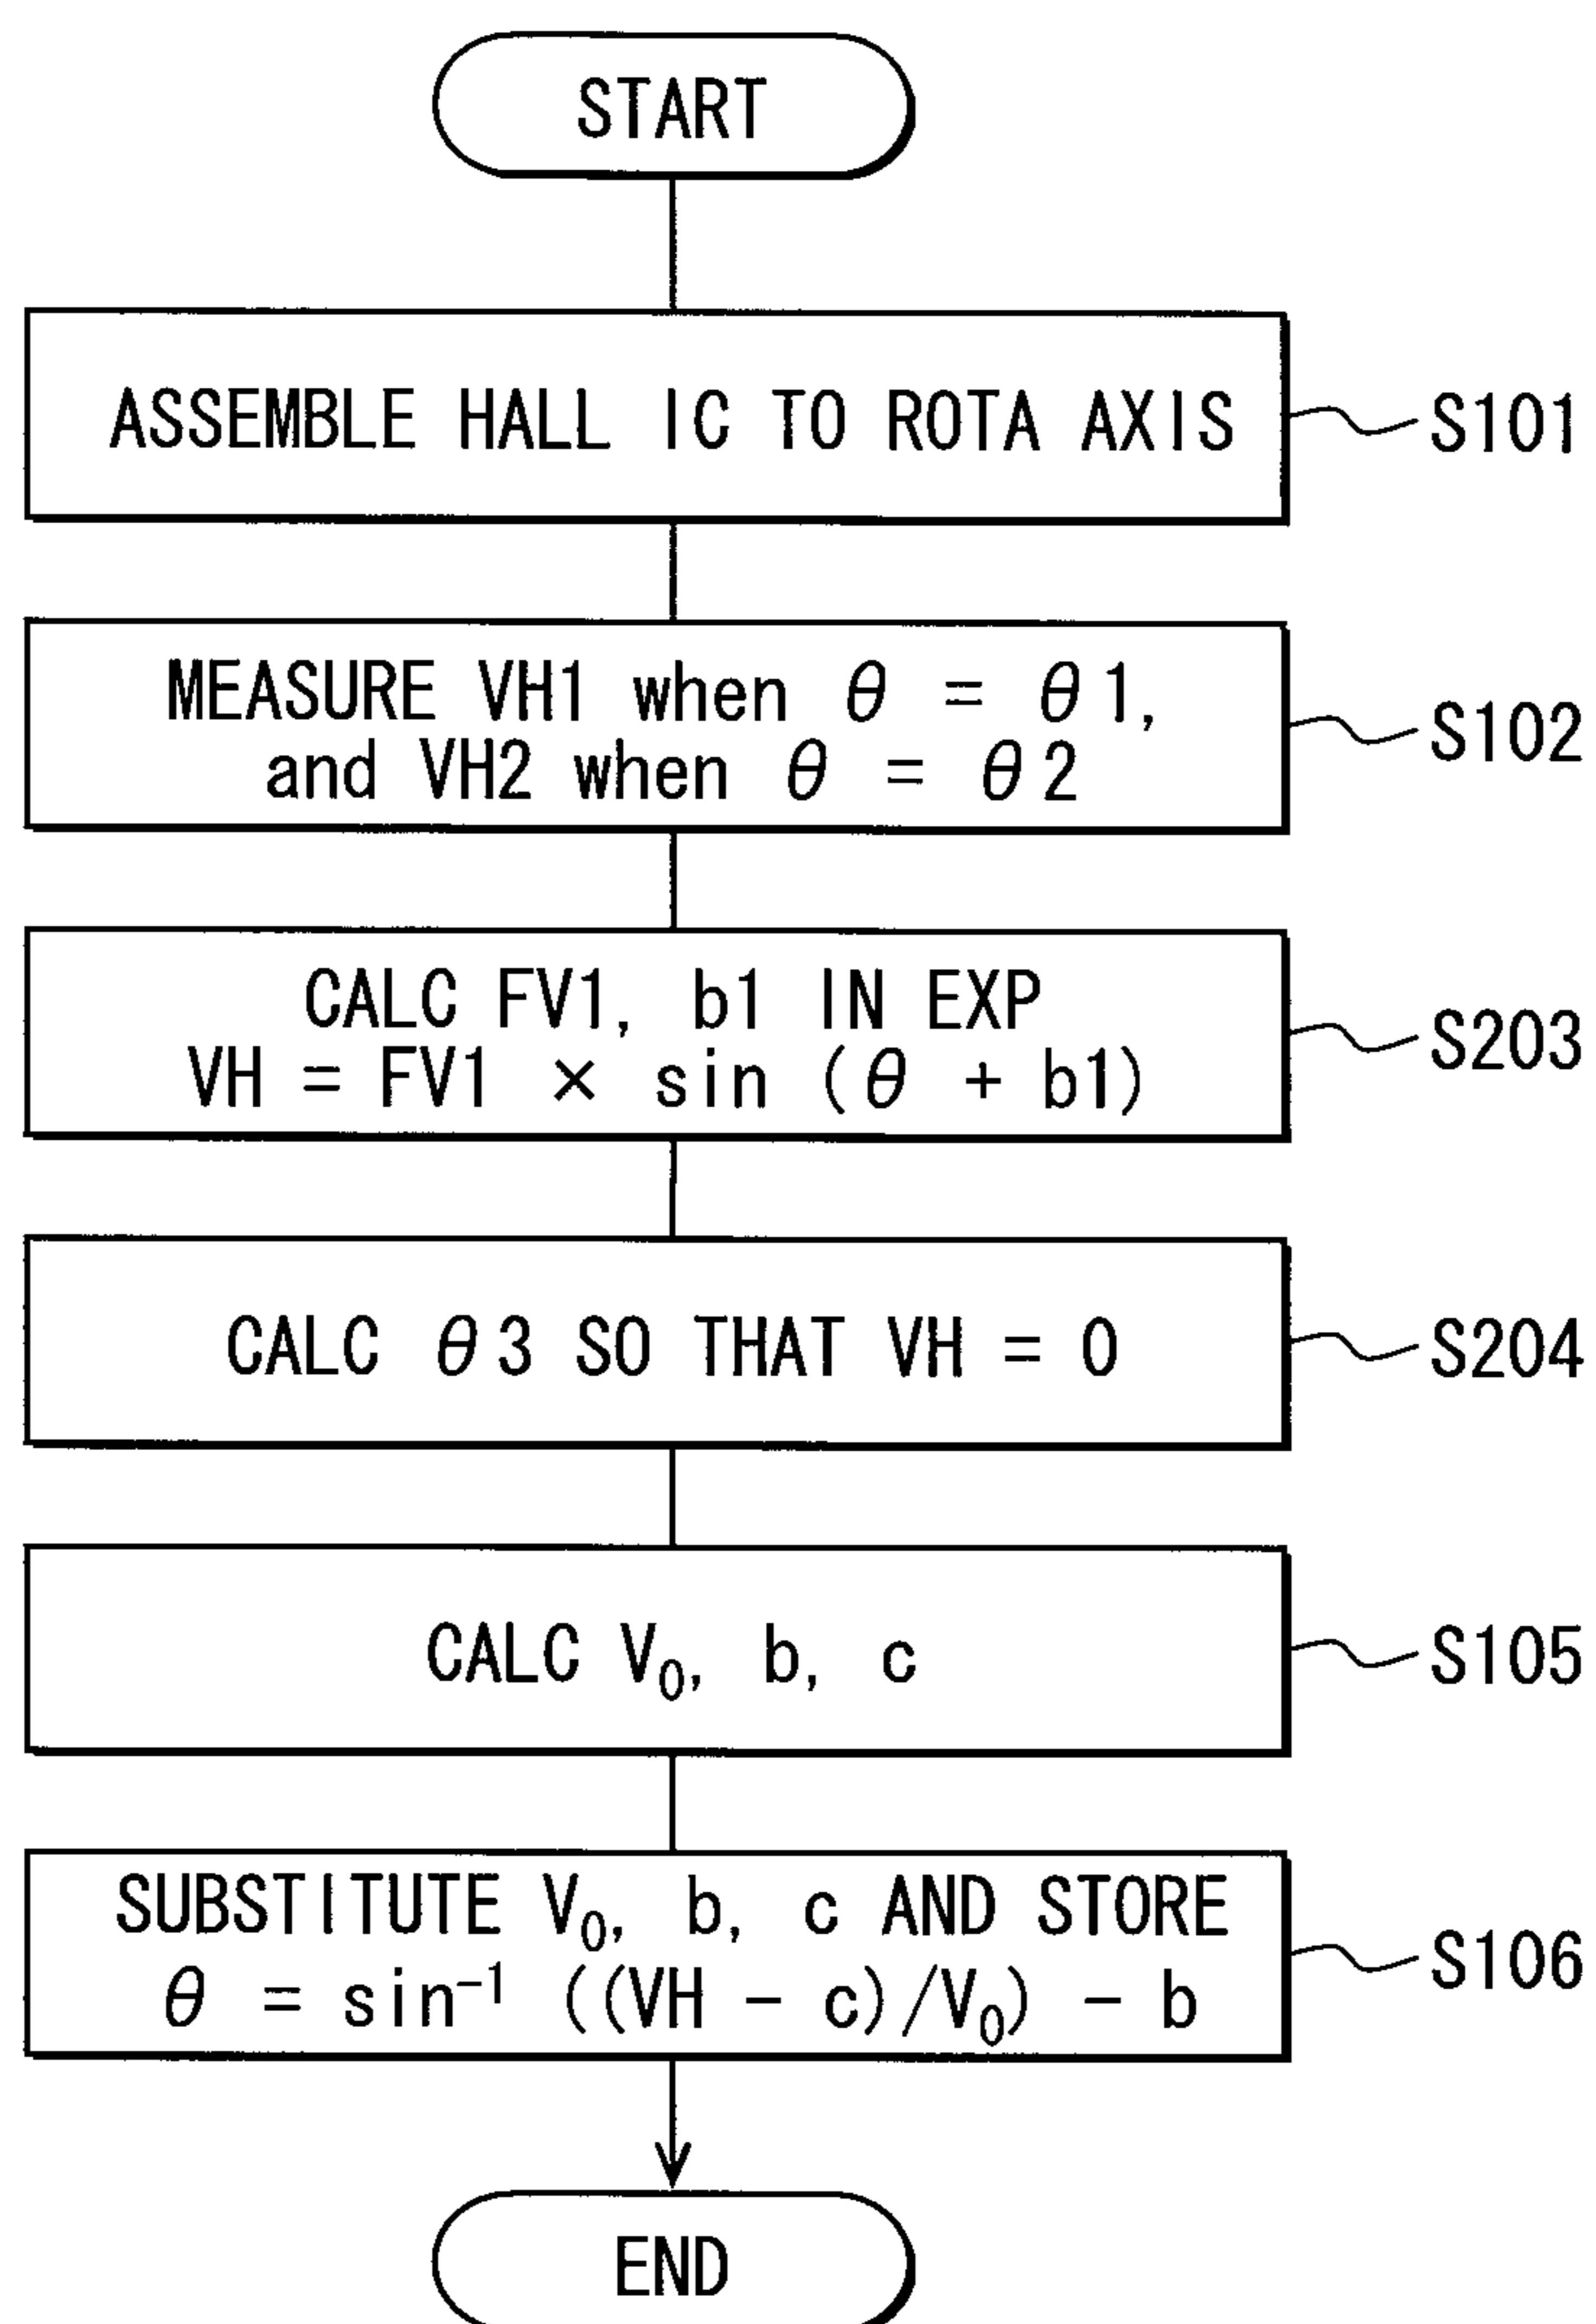 START
ASSEMBLE HALL IC TO ROTA AXIS
S101
MEASURE VH1 when θ = θ1,
and VH2 when θ = θ2
S102
CALC FV1, b1 IN EXP
VH = FV1 × sin (θ + b1)
S203
CALC θ3 SO THAT VH = 0
S204
CALC V₀, b, c
S105
SUBSTITUTE V₀, b, c AND STORE
θ = sin⁻¹ ((VH − c)/V₀) − b
S106
END